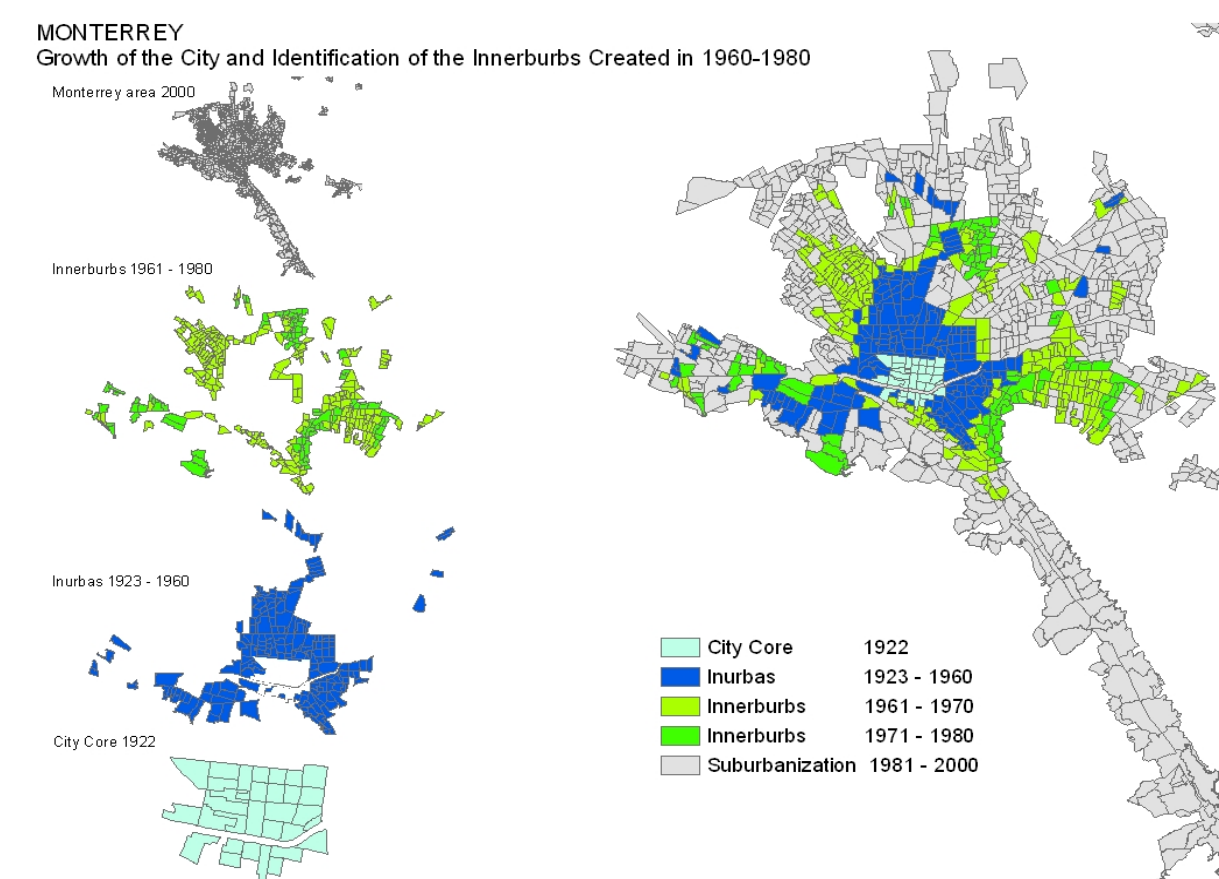 MONTERREY
Growth of the City and Identification of the Innerburbs Created in 1960-1980
Monterrey area 2000
Innerburbs 1961 - 1980
Inurbas 1923 - 1960
City Core 1922
City Core 1922
Inurbas 1923 - 1960
Innerburbs 1961 - 1970
Innerburbs 1971 - 1980
Suburbanization 1981 - 2000